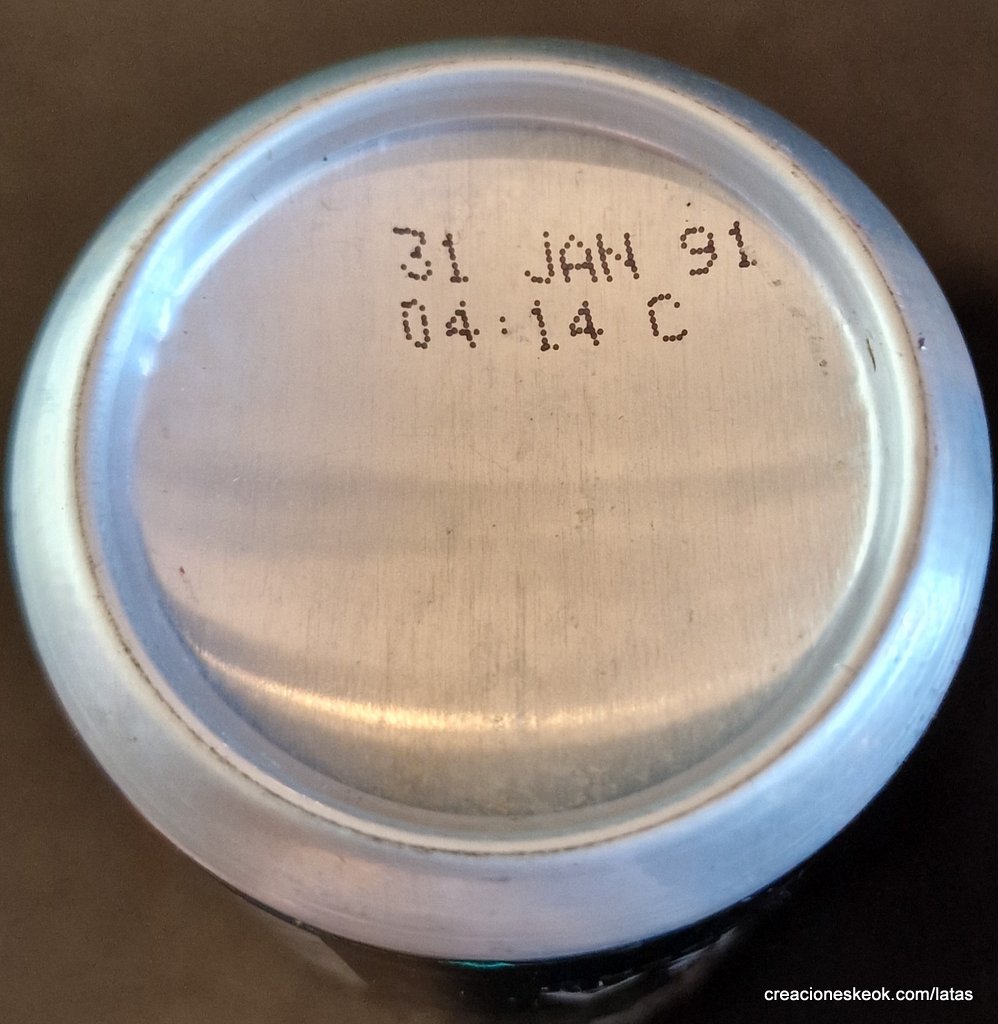 31 JAN 91
04:14 C
creacioneskeok.com/latas